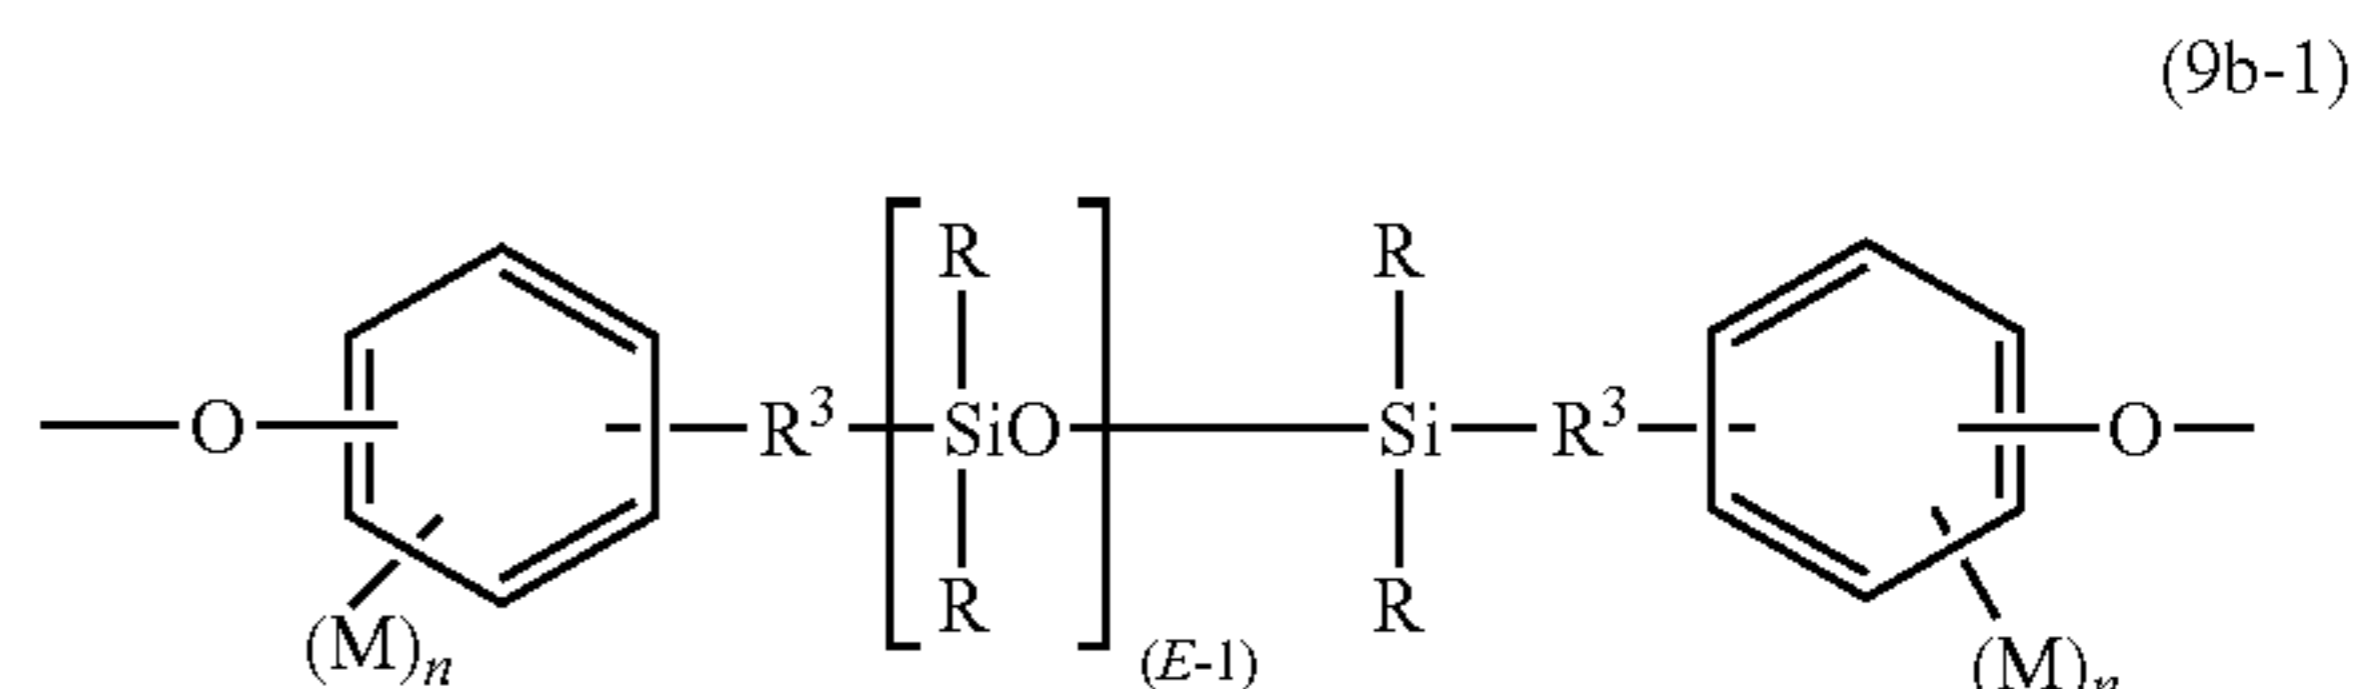 (9b-1)
R R
O R³ SiO Si R³ O
R R
(M)n (E-1) (M)n